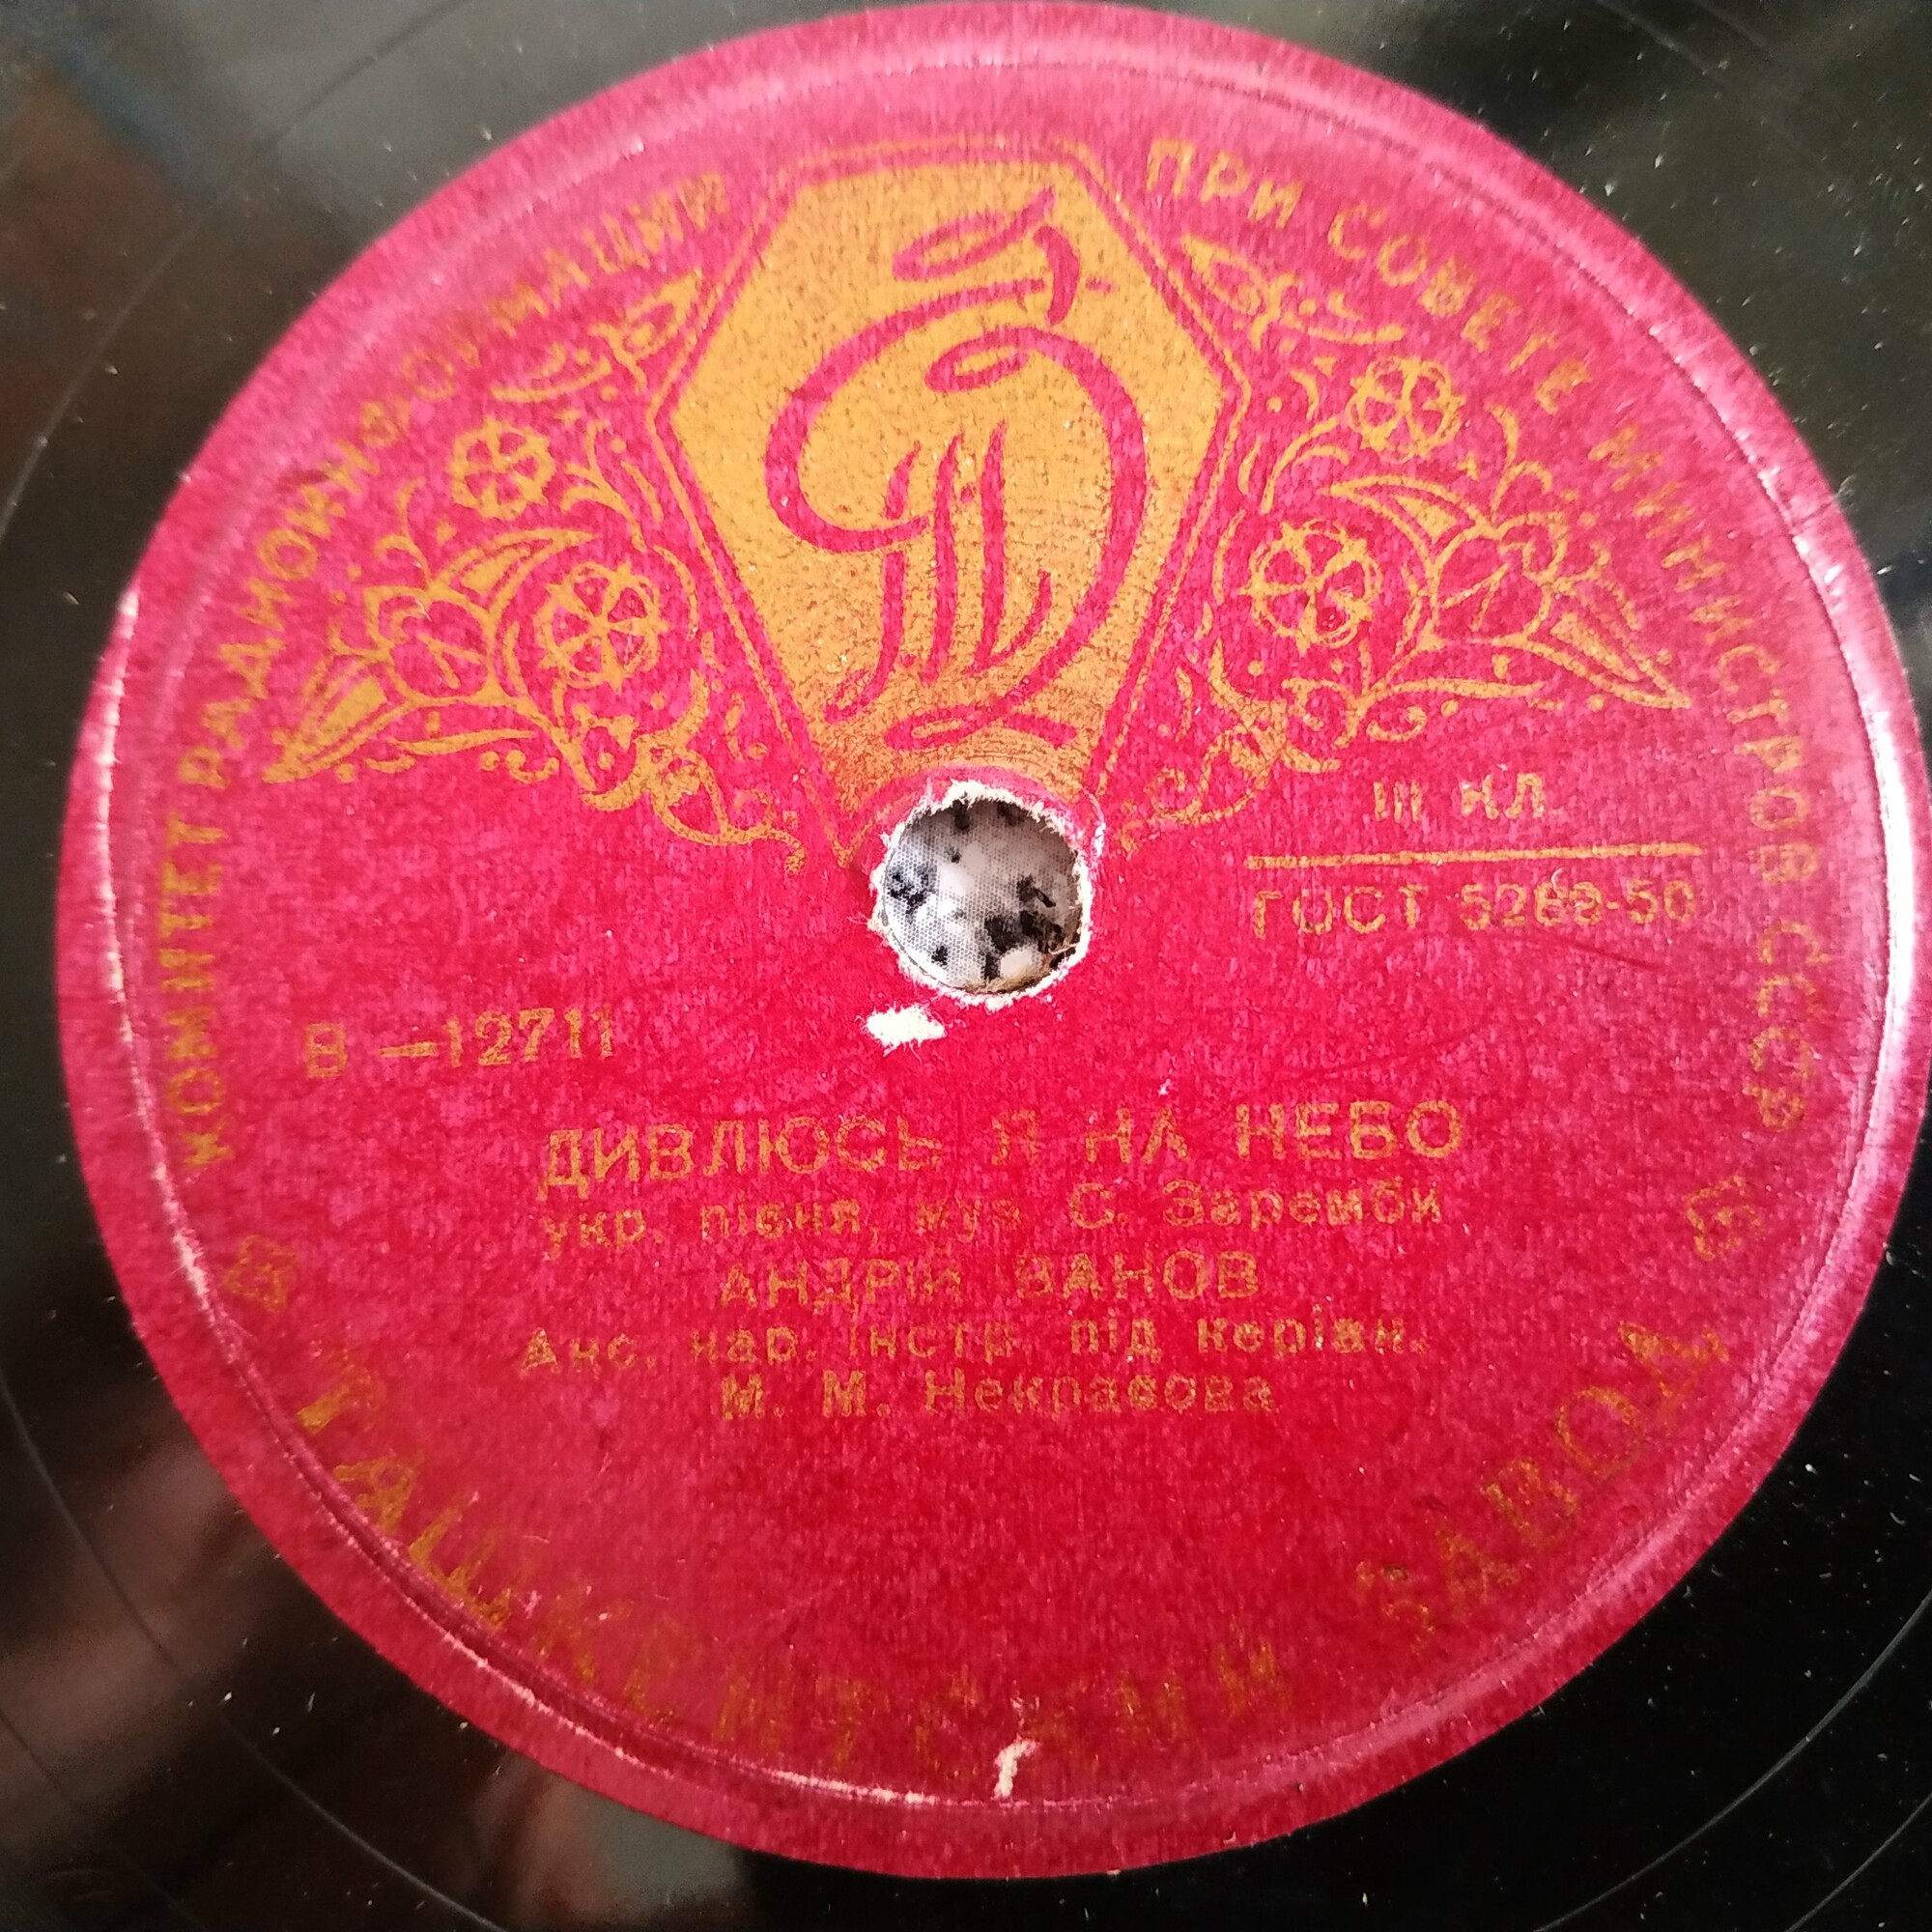 КОМИТЕТ РАДИОИНФОРМАЦИИ
ПРИ СОВЕТЕ МИНИСТРОВ СССР
III КЛ.
ГОСТ 5289-50
В —12711
ДИВЛЮСЬ Я НА НЕБО
укр. пісня, муз. С. Заремби
АНДРІЙ ІВАНОВ
Анс. нар. інстр. під керівн.
М. М. Некрасова
ТАШКЕНТСКИЙ ЗАВОД